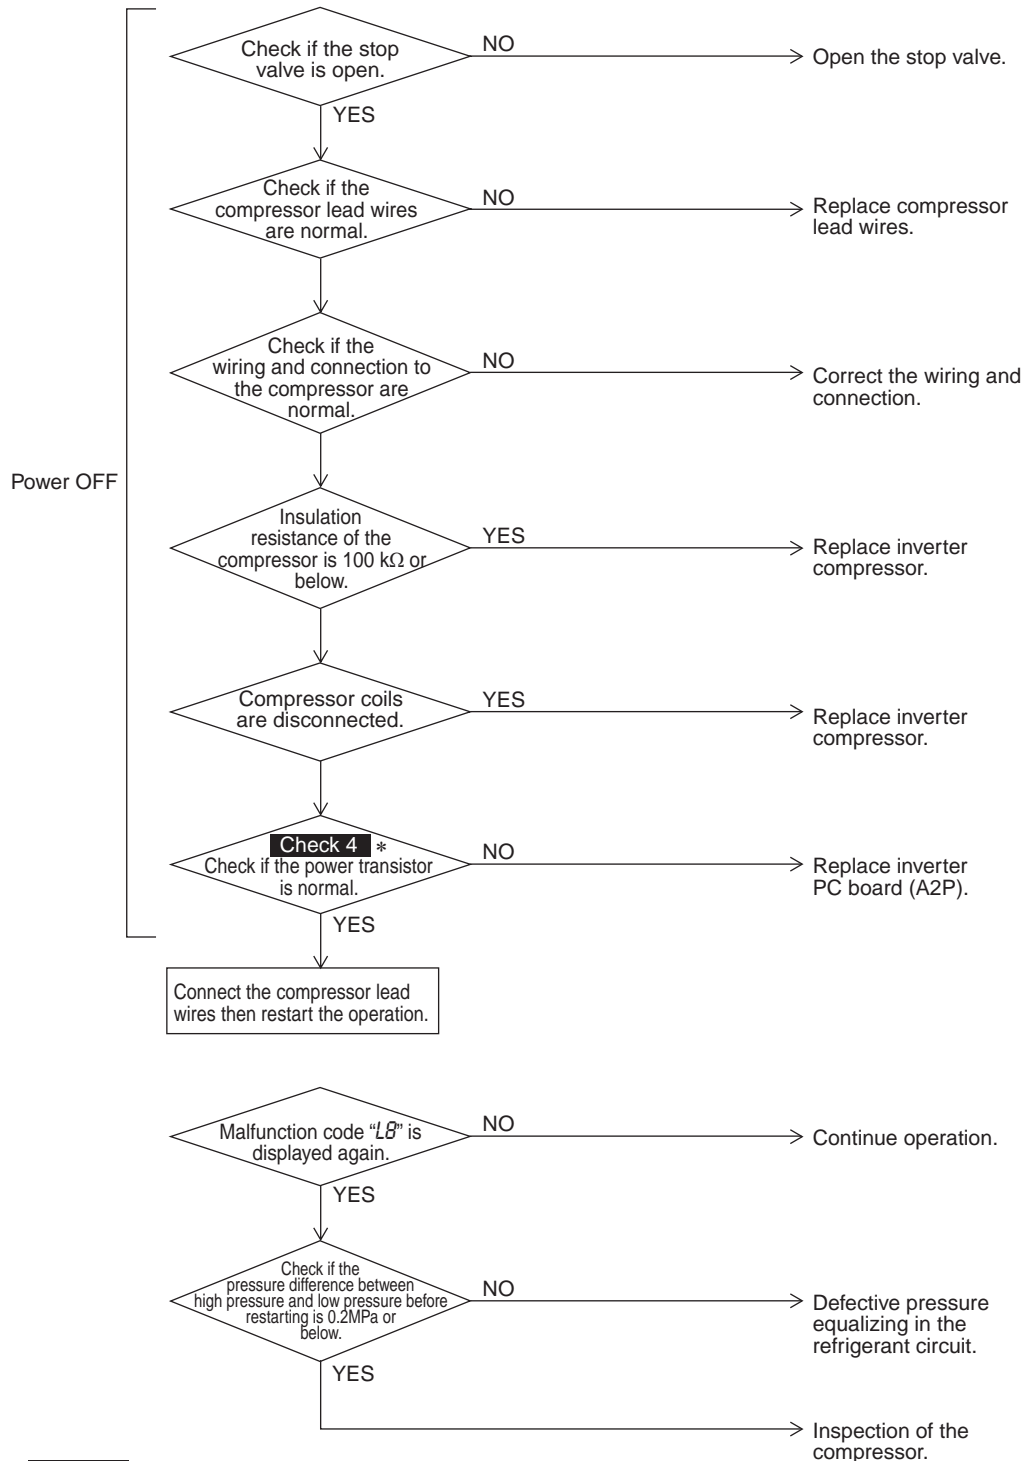 Check if the stop
valve is open.
NO
Open the stop valve.
YES
Check if the
compressor lead wires
are normal.
NO
Replace compressor
lead wires.
Check if the
wiring and connection to
the compressor are
normal.
NO
Correct the wiring and
connection.
Power OFF
Insulation
resistance of the
compressor is 100 kΩ or
below.
YES
Replace inverter
compressor.
Compressor coils
are disconnected.
YES
Replace inverter
compressor.
Check 4 *
Check if the power transistor
is normal.
NO
Replace inverter
PC board (A2P).
YES
Connect the compressor lead
wires then restart the operation.
Malfunction code “L8” is
displayed again.
NO
Continue operation.
YES
Check if the
pressure difference between
high pressure and low pressure before
restarting is 0.2MPa or
below.
NO
Defective pressure
equalizing in the
refrigerant circuit.
YES
Inspection of the
compressor.